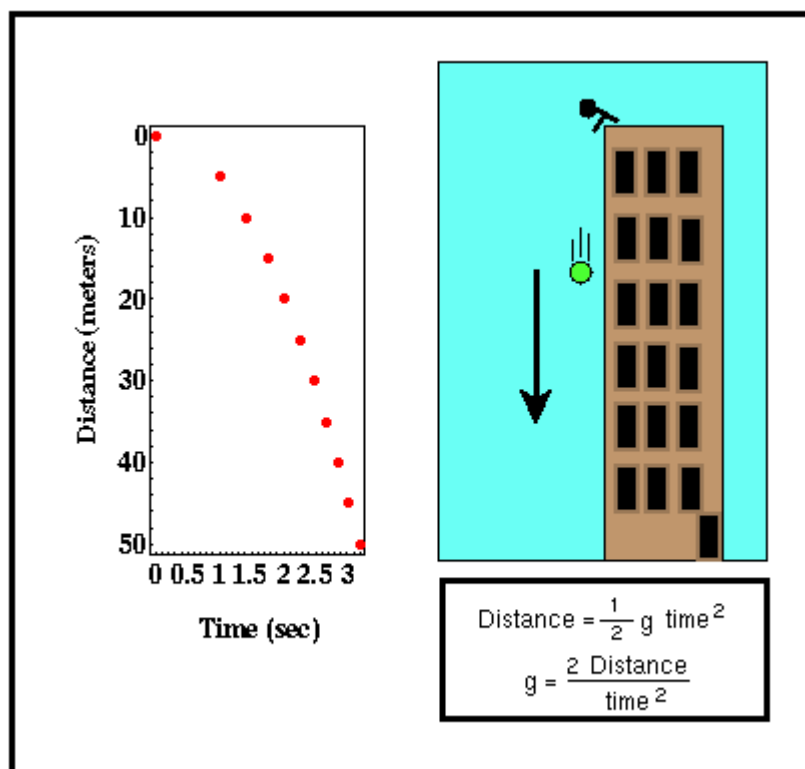 0
10
20
30
40
50
Distance (meters)
0 0.5 1 1.5 2 2.5 3
Time (sec)
Distance = 1/2 g time²
g = 2 Distance / time²